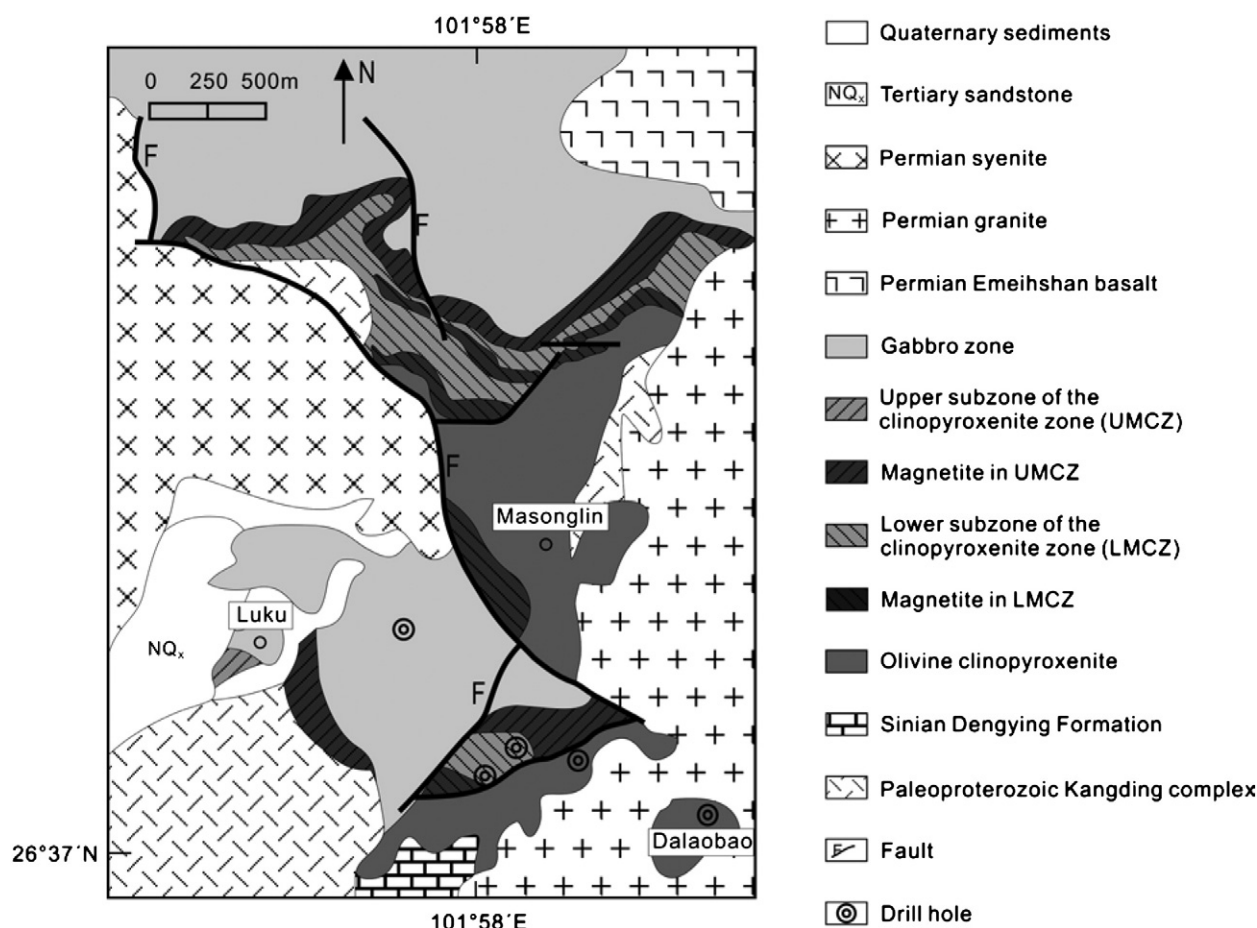 101°58´E
0 250 500m
N
F
F
F
Masonglin
Luku
NQx
F
Dalaobao
26°37´N
101°58´E
Quaternary sediments
NQx Tertiary sandstone
Permian syenite
Permian granite
Permian Emeihshan basalt
Gabbro zone
Upper subzone of the
clinopyroxenite zone (UMCZ)
Magnetite in UMCZ
Lower subzone of the
clinopyroxenite zone (LMCZ)
Magnetite in LMCZ
Olivine clinopyroxenite
Sinian Dengying Formation
Paleoproterozoic Kangding complex
F Fault
Drill hole